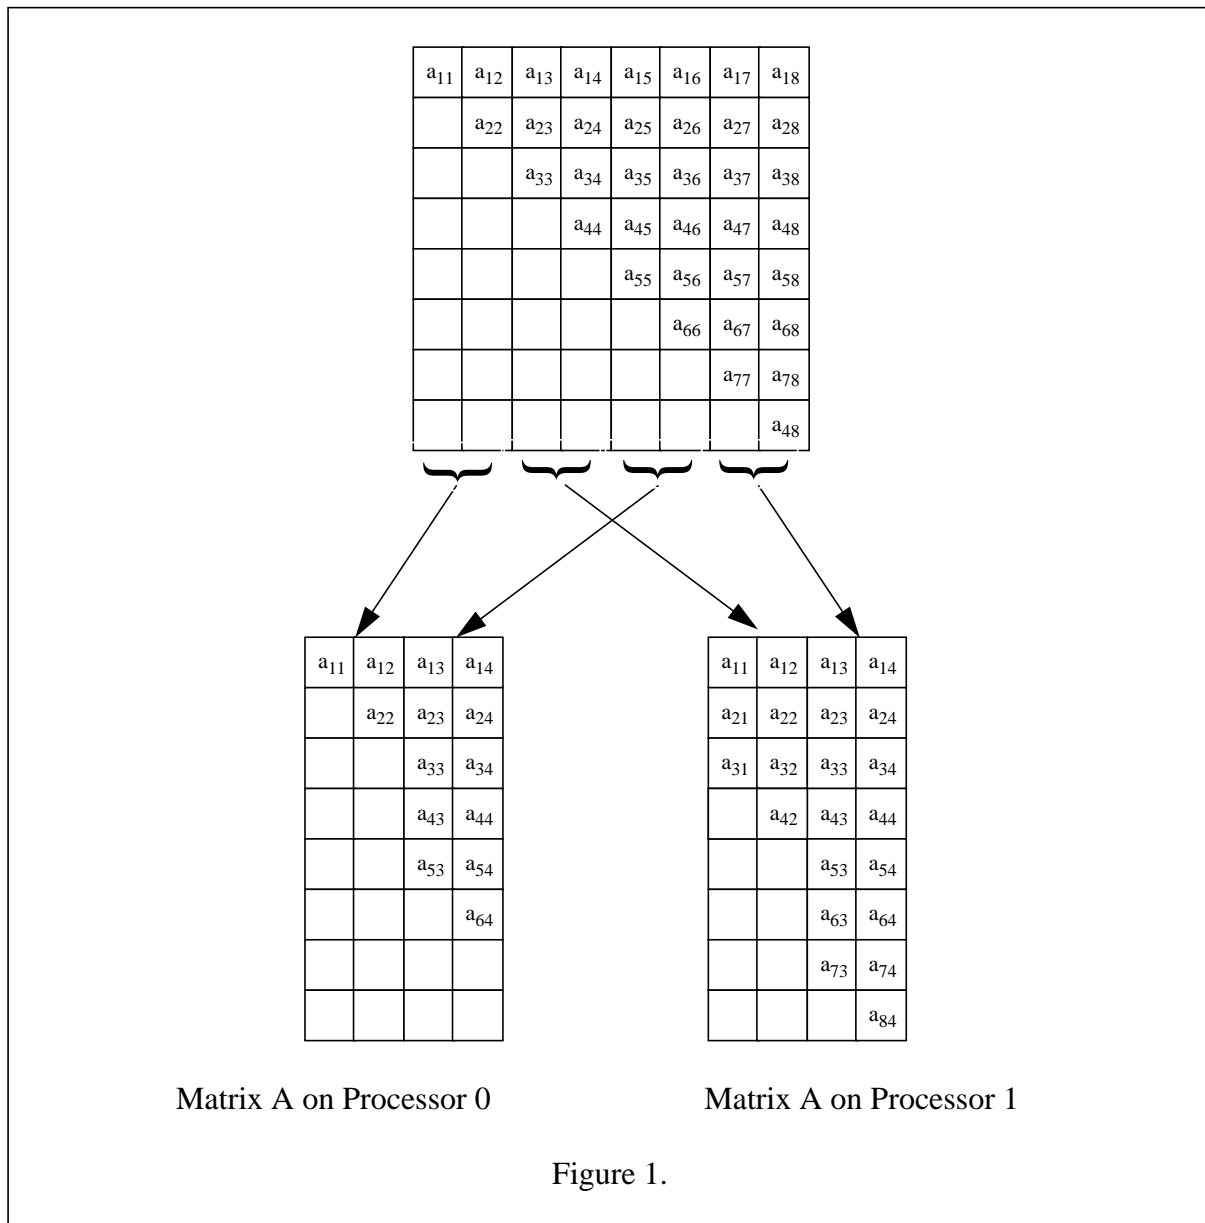 a11 a12 a13 a14 a15 a16 a17 a18
a22 a23 a24 a25 a26 a27 a28
a33 a34 a35 a36 a37 a38
a44 a45 a46 a47 a48
a55 a56 a57 a58
a66 a67 a68
a77 a78
a48
a11 a12 a13 a14
a22 a23 a24
a33 a34
a43 a44
a53 a54
a64
a11 a12 a13 a14
a21 a22 a23 a24
a31 a32 a33 a34
a42 a43 a44
a53 a54
a63 a64
a73 a74
a84
Matrix A on Processor 0
Matrix A on Processor 1
Figure 1.